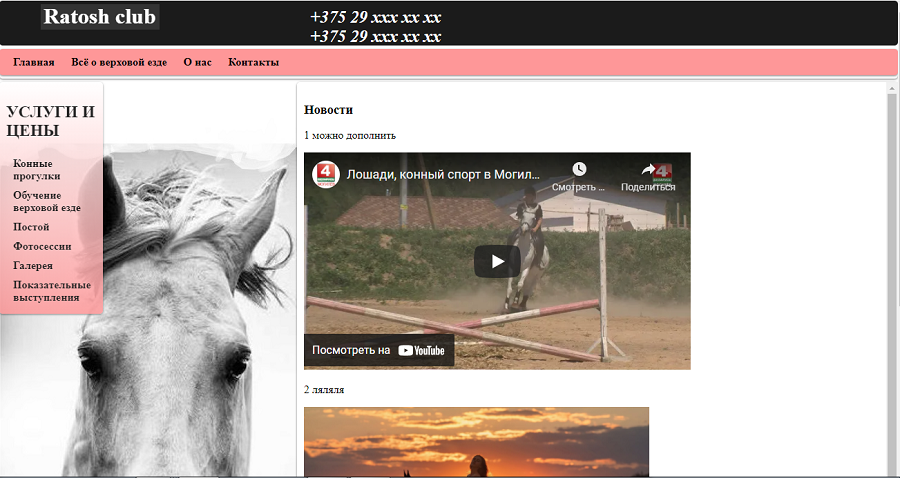 Ratosh club
+375 29 xxx xx xx
+375 29 xxx xx xx
Главная Всё о верховой езде О нас Контакты
УСЛУГИ И
ЦЕНЫ
Конные
прогулки
Обучение
верховой езде
Постой
Фотосессии
Галерея
Показательные
выступления
Новости
1 можно дополнить
4 Лошади, конный спорт в Могил...
Смотреть ... Поделиться
4
Посмотреть на YouTube
2 ляляля